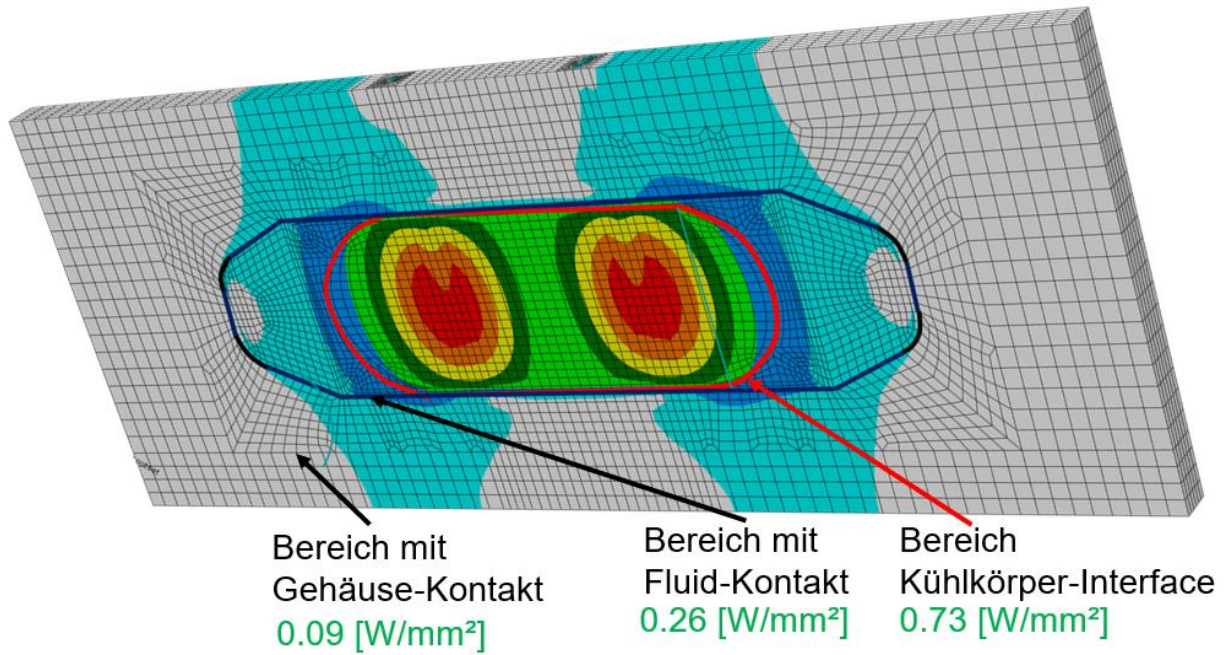 Bereich mit
Gehäuse-Kontakt
0.09 [W/mm²]
Bereich mit
Fluid-Kontakt
0.26 [W/mm²]
Bereich
Kühlkörper-Interface
0.73 [W/mm²]